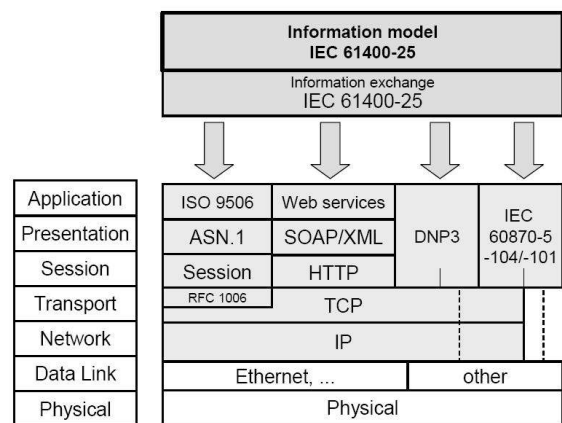 Information model
IEC 61400-25
Information exchange
IEC 61400-25
Application
ISO 9506
Web services
DNP3
IEC
60870-5
-104/-101
Presentation
ASN.1
SOAP/XML
Session
Session
HTTP
Transport
RFC 1006
TCP
Network
IP
Data Link
Ethernet, ...
other
Physical
Physical